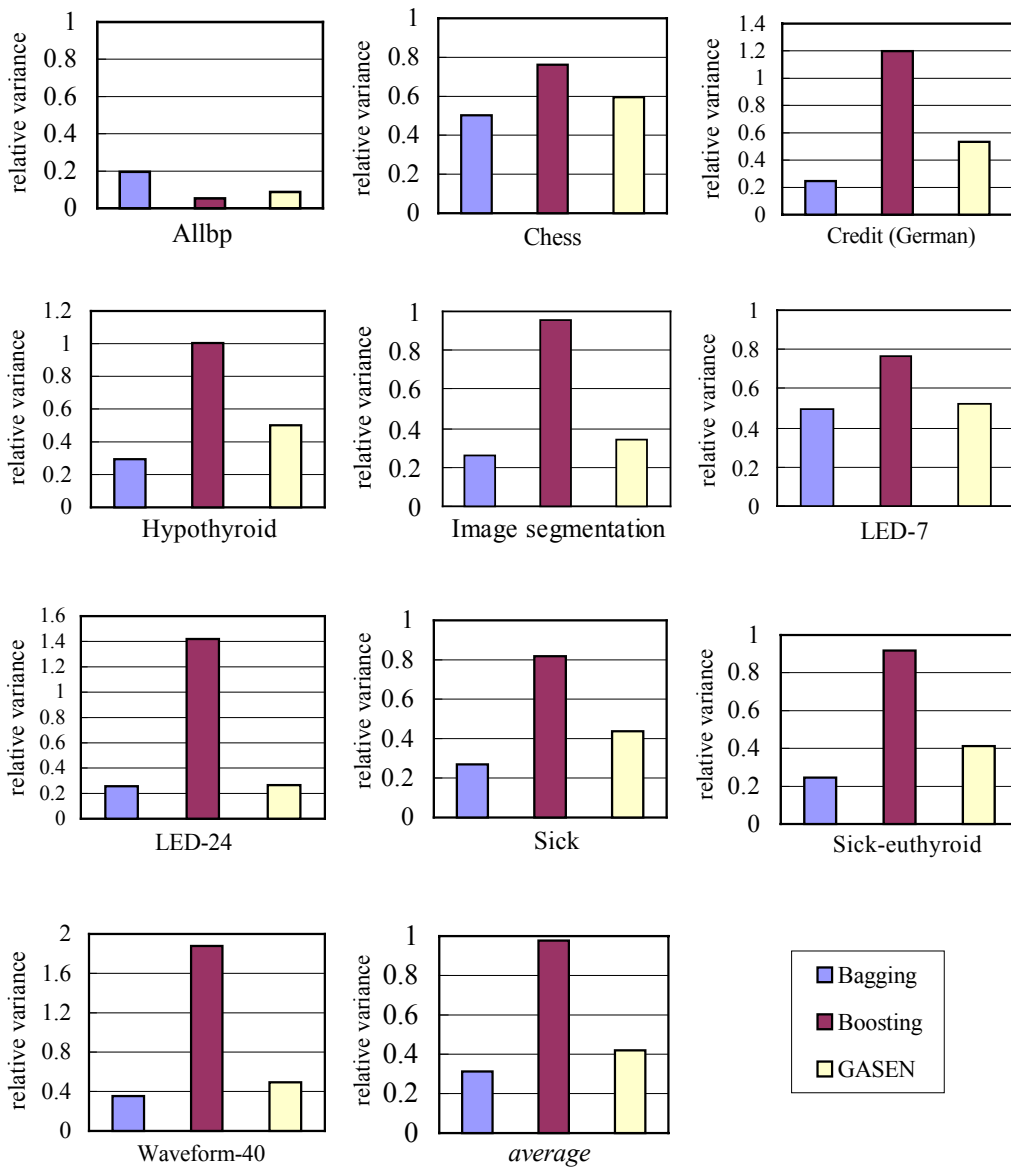 relative variance
1
0.8
0.6
0.4
0.2
0
Allbp
relative variance
1
0.8
0.6
0.4
0.2
0
Chess
relative variance
1.4
1.2
1
0.8
0.6
0.4
0.2
0
Credit (German)
relative variance
1.2
1
0.8
0.6
0.4
0.2
0
Hypothyroid
relative variance
1
0.8
0.6
0.4
0.2
0
Image segmentation
relative variance
1
0.8
0.6
0.4
0.2
0
LED-7
relative variance
1.6
1.4
1.2
1
0.8
0.6
0.4
0.2
0
LED-24
relative variance
1
0.8
0.6
0.4
0.2
0
Sick
relative variance
1
0.8
0.6
0.4
0.2
0
Sick-euthyroid
relative variance
2
1.6
1.2
0.8
0.4
0
Waveform-40
relative variance
1
0.8
0.6
0.4
0.2
0
average
Bagging
Boosting
GASEN